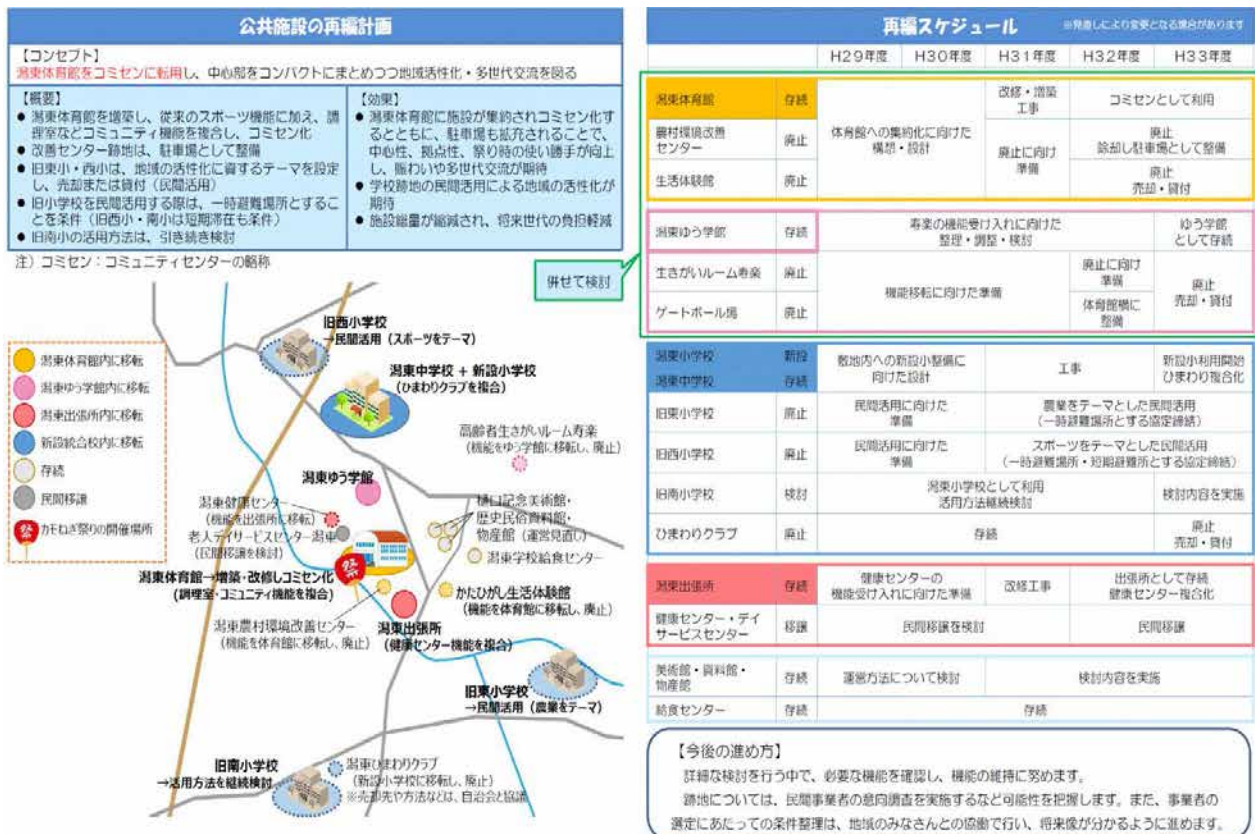 公共施設の再編計画
【コンセプト】
潟東体育館をコミセンに転用し、中心部をコンパクトにまとめつつ地域活性化・多世代交流を図る
【概要】
● 潟東体育館を増築し、従来のスポーツ機能に加え、調
理室などコミュニティ機能を複合し、コミセン化
● 改善センター跡地は、駐車場として整備
● 旧東小・西小は、地域の活性化に資するテーマを設定
し、売却または貸付（民間活用）
● 旧小学校を民間活用する際は、一時避難場所とするこ
とを条件（旧西小・南小は短期滞在も条件）
● 旧南小の活用方法は、引き続き検討
【効果】
● 潟東体育館に施設が集約されコミセン化す
るとともに、駐車場も拡充されることで、
中心性、拠点性、祭り時の使い勝手が向上
し、賑わいや多世代交流が期待
● 学校跡地の民間活用による地域の活性化が
期待
● 施設総量が縮減され、将来世代の負担軽減
注）コミセン：コミュニティセンターの略称
併せて検討
潟東体育館内に移転
潟東ゆう学館内に移転
潟東出張所内に移転
新設統合校内に移転
存続
民間移譲
祭
カモねぎ祭りの開催場所
旧西小学校
→民間活用（スポーツをテーマ）
潟東中学校 + 新設小学校
（ひまわりクラブを複合）
高齢者生きがいルーム寿楽
（機能をゆう学館に移転し、廃止）
潟東ゆう学館
潟東健康センター
（機能を出張所に移転）
老人デイサービスセンター潟東
（民間移譲を検討）
樋口記念美術館・
歴史民俗資料館・
物産館（運営見直し）
潟東学校給食センター
祭
潟東体育館→増築・改修しコミセン化
（調理室・コミュニティ機能を複合）
かたひがし生活体験館
（機能を体育館に移転し、廃止）
潟東農村環境改善センター
（機能を体育館に移転し、廃止）
潟東出張所
（健康センター機能を複合）
旧東小学校
→民間活用（農業をテーマ）
旧南小学校
→活用方法を継続検討
潟東ひまわりクラブ
（新設小学校に移転し、廃止）
※売却先や方法などは、自治会と協議
再編スケジュール
※見直しにより変更となる場合があります
H29年度 H30年度 H31年度 H32年度 H33年度
潟東体育館 存続 改修・増築
工事 コミセンとして利用
農村環境改善
センター 廃止 体育館への集約化に向けた
構想・設計 廃止に向け
準備 廃止
除却し駐車場として整備
生活体験館 廃止 廃止
売却・貸付
潟東ゆう学館 存続 寿楽の機能受け入れに向けた
整理・調整・検討 ゆう学館
として存続
生きがいルーム寿楽 廃止 機能移転に向けた準備 廃止に向け
準備 廃止
売却・貸付
ゲートボール場 廃止 体育館横に
整備
潟東小学校 新設 敷地内への新設小整備に
向けた設計 工事 新設小利用開始
ひまわり複合化
潟東中学校 存続
旧東小学校 廃止 民間活用に向けた
準備 農業をテーマとした民間活用
（一時避難場所とする協定締結）
旧西小学校 廃止 民間活用に向けた
準備 スポーツをテーマとした民間活用
（一時避難場所・短期避難所とする協定締結）
旧南小学校 検討 潟東小学校として利用
活用方法継続検討 検討内容を実施
ひまわりクラブ 廃止 存続 廃止
売却・貸付
潟東出張所 存続 健康センターの
機能受け入れに向けた準備 改修工事 出張所として存続
健康センター複合化
健康センター・デイ
サービスセンター 移譲 民間移譲を検討 民間移譲
美術館・資料館・
物産館 存続 運営方法について検討 検討内容を実施
給食センター 存続 存続
【今後の進め方】
詳細な検討を行う中で、必要な機能を確認し、機能の維持に努めます。
跡地については、民間事業者の意向調査を実施するなど可能性を把握します。また、事業者の
選定にあたっての条件整理は、地域のみなさんとの協働で行い、将来像が分かるように進めます。